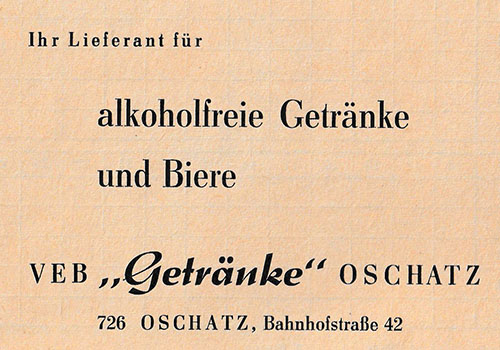 Ihr Lieferant für
alkoholfreie Getränke
und Biere
VEB „Getränke“ OSCHATZ
726 OSCHATZ, Bahnhofstraße 42